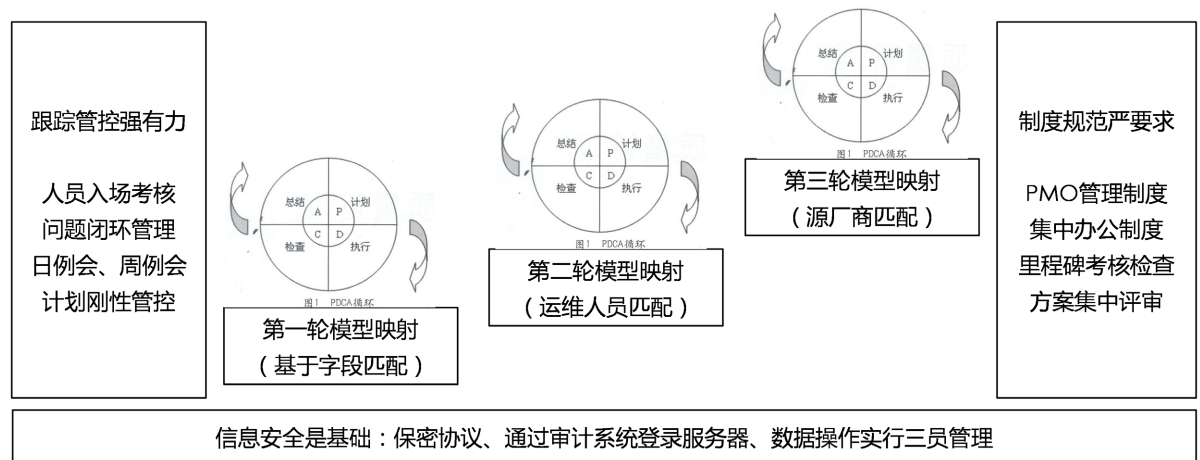 跟踪管控强有力
人员入场考核
问题闭环管理
日例会、周例会
计划刚性管控
总结 计划
A P
C D
检查 执行
图1 PDCA循环
第一轮模型映射
（基于字段匹配）
总结 计划
A P
C D
检查 执行
图1 PDCA循环
第二轮模型映射
（运维人员匹配）
总结 计划
A P
C D
检查 执行
图1 PDCA循环
第三轮模型映射
（源厂商匹配）
制度规范严要求
PMO管理制度
集中办公制度
里程碑考核检查
方案集中评审
信息安全是基础：保密协议、通过审计系统登录服务器、数据操作实行三员管理